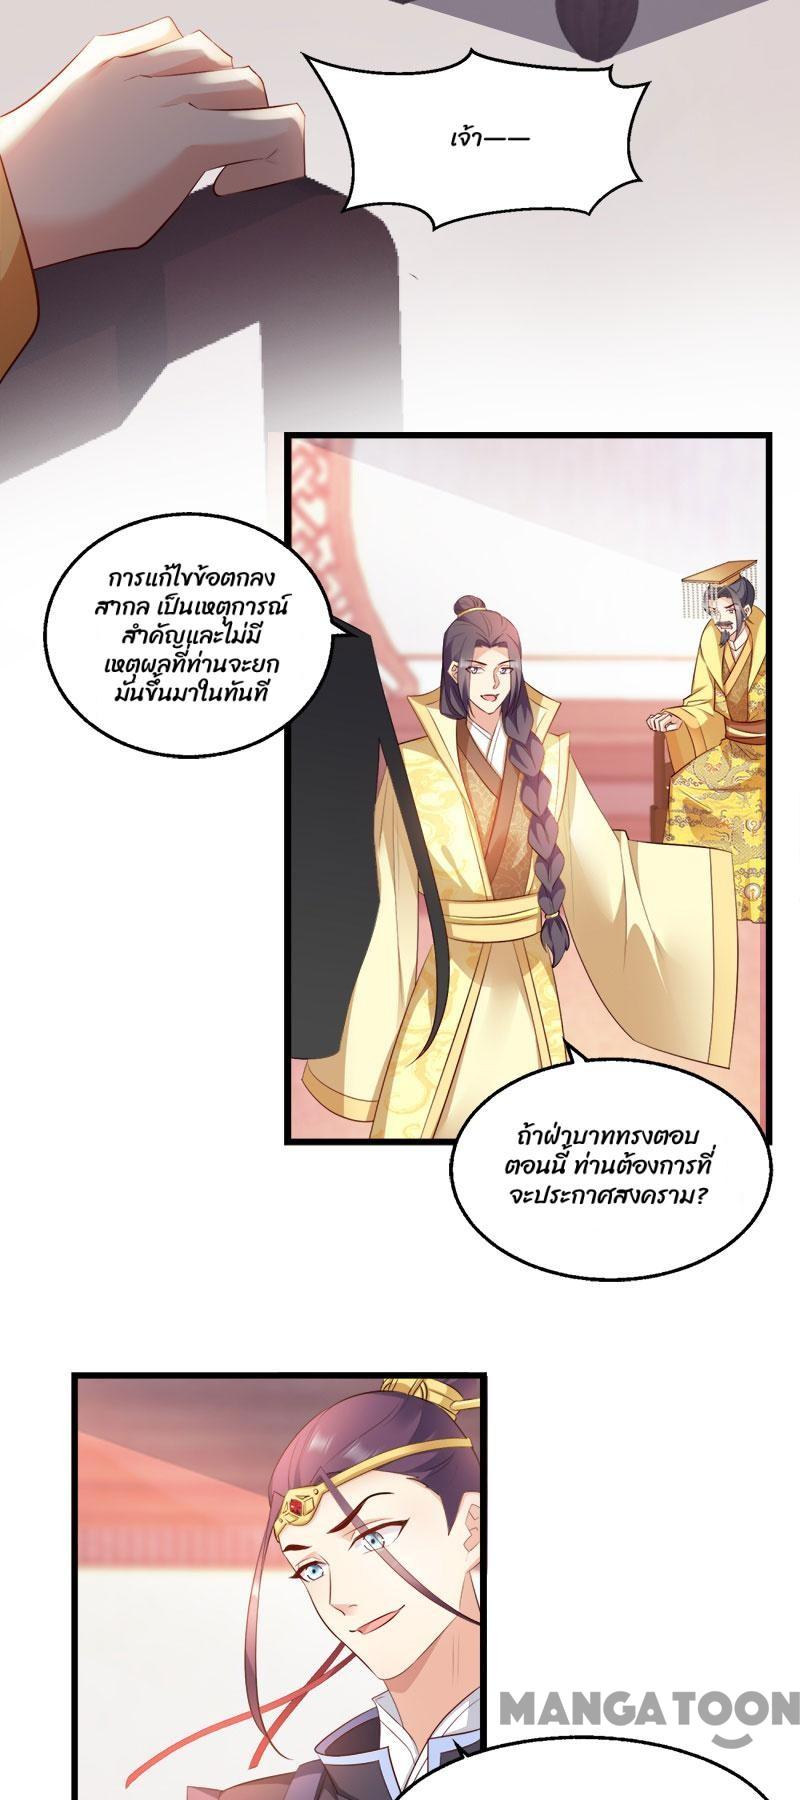 เจ้า——
การแก้ไขข้อตกลง
สากล เป็นเหตุการณ์
สำคัญและไม่มี
เหตุผลที่ท่านจะยก
มันขึ้นมาในทันที
ถ้าฝ่าบาททรงตอบ
ตอนนี้ ท่านต้องการที่
จะประกาศสงคราม?
MANGATOON